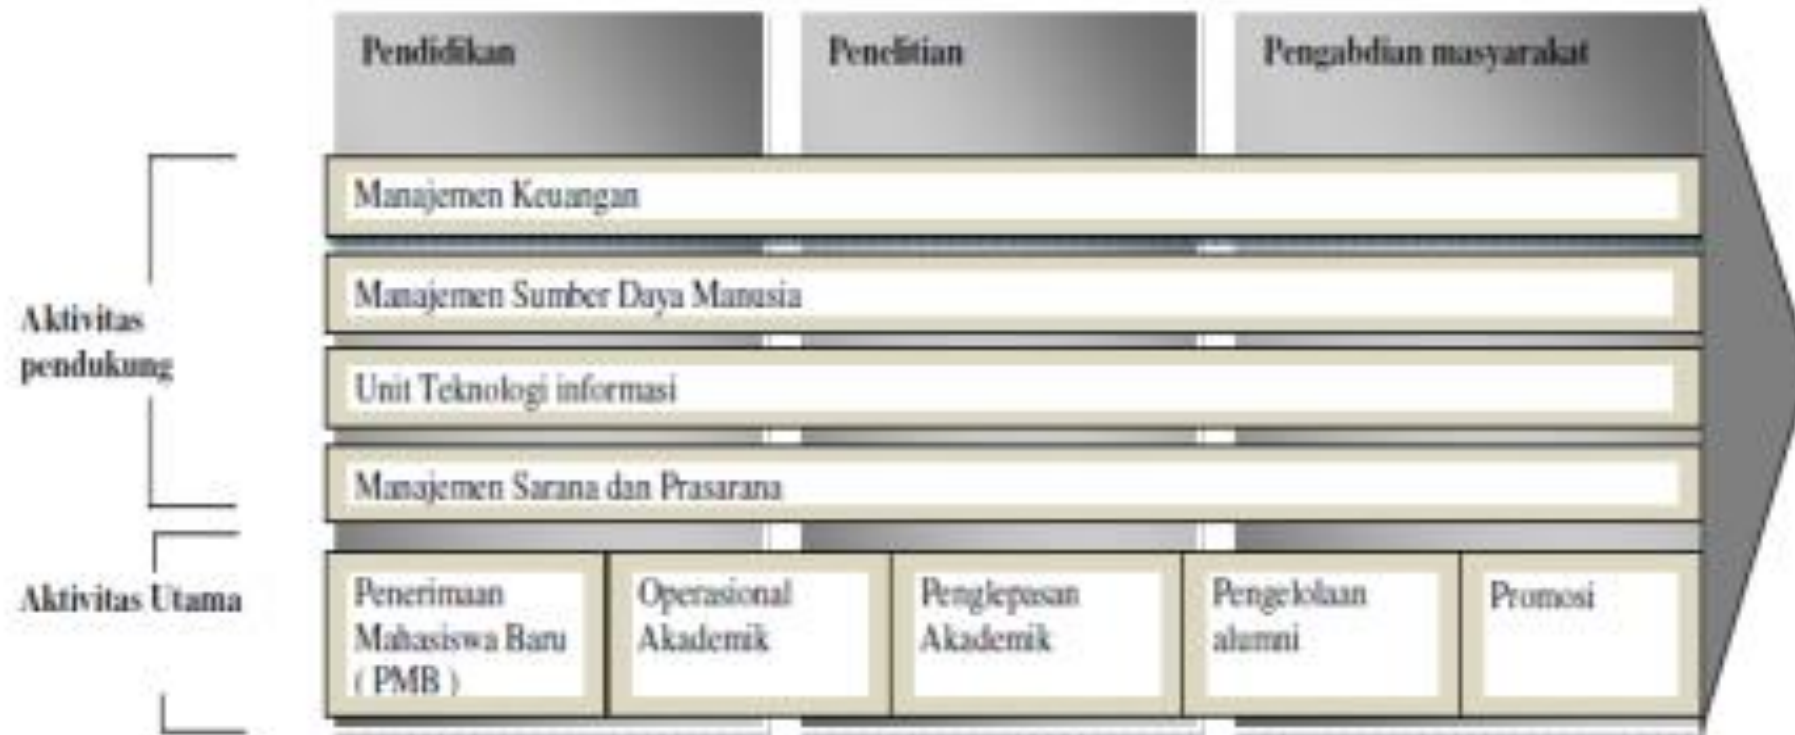 Pendidikan
Penelitian
Pengabdian masyarakat
Aktivitas
pendukung
Manajemen Keuangan
Manajemen Sumber Daya Manusia
Unit Teknologi informasi
Manajemen Sarana dan Prasarana
Aktivitas Utama
Penerimaan
Mahasiswa Baru
( PMB )
Operasional
Akademik
Penglepasan
Akademik
Pengelolaan
alumni
Promosi